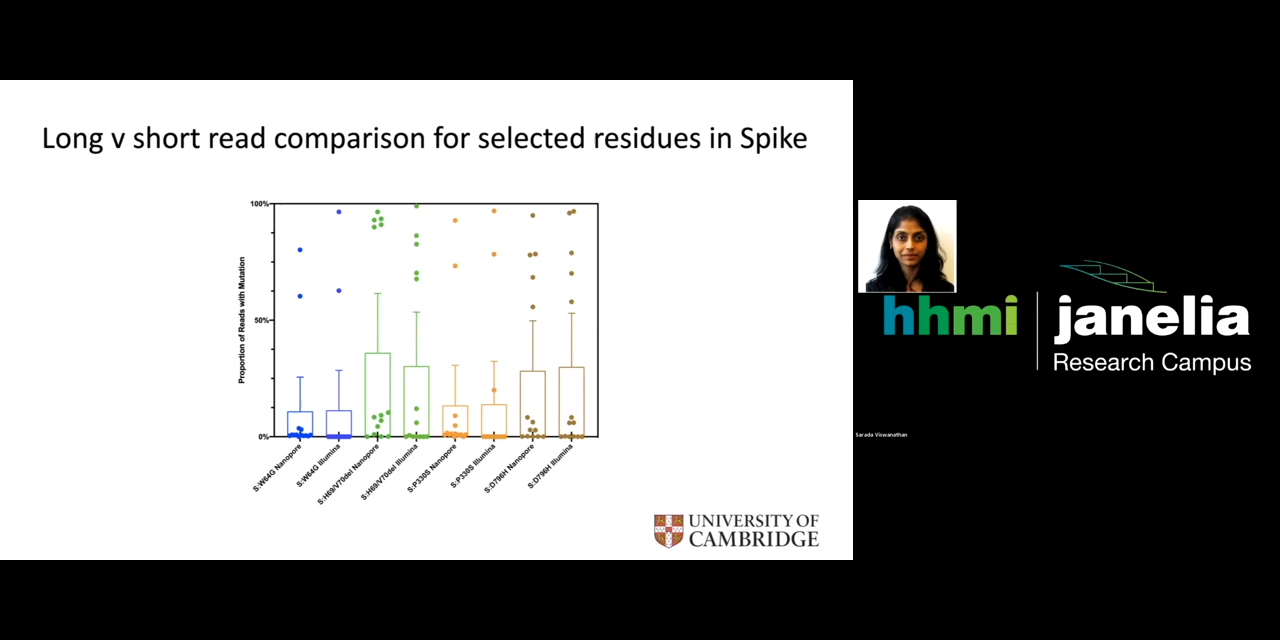 Long v short read comparison for selected residues in Spike
100%
50%
0%
Proportion of Reads with Mutation
S:W64G Nanopore
S:W64G Illumina
S:H69/V70del Nanopore
S:H69/V70del Illumina
S:P330S Nanopore
S:P330S Illumina
S:D796H Nanopore
S:D796H Illumina
UNIVERSITY OF
CAMBRIDGE
hhmi
janelia
Research Campus
Sarada Viswanathan